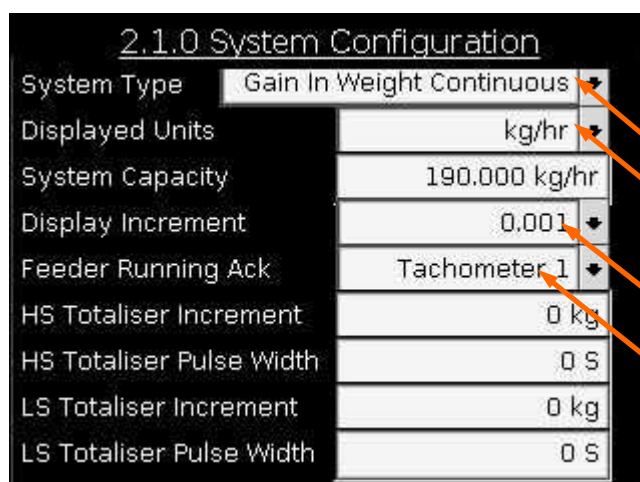 2.1.0 System Configuration
System Type Gain In Weight Continuous
Displayed Units kg/hr
System Capacity 190.000 kg/hr
Display Increment 0.001
Feeder Running Ack Tachometer 1
HS Totaliser Increment 0 kg
HS Totaliser Pulse Width 0 S
LS Totaliser Increment 0 kg
LS Totaliser Pulse Width 0 S